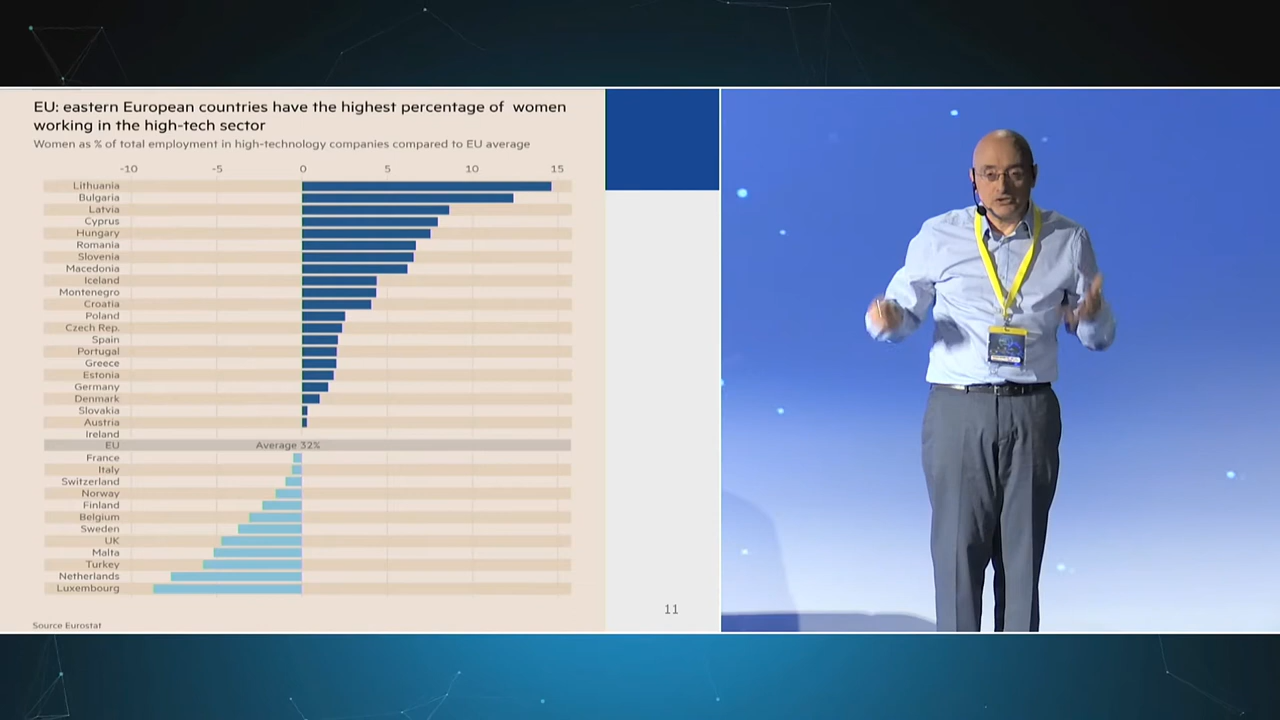 EU: eastern European countries have the highest percentage of women
working in the high-tech sector
Women as % of total employment in high-technology companies compared to EU average
-10 -5 0 5 10 15
Lithuania
Bulgaria
Latvia
Cyprus
Hungary
Romania
Slovenia
Macedonia
Iceland
Montenegro
Croatia
Poland
Czech Rep.
Spain
Portugal
Greece
Estonia
Germany
Denmark
Slovakia
Austria
Ireland
EU Average 32%
France
Italy
Switzerland
Norway
Finland
Belgium
Sweden
UK
Malta
Turkey
Netherlands
Luxembourg
Source Eurostat
11